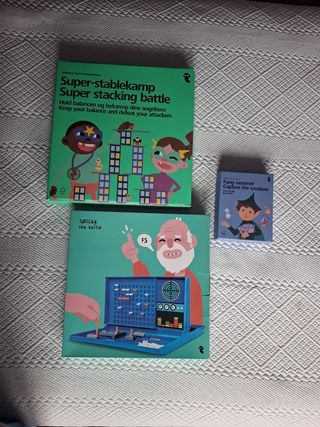 Super-stablekamp
Super stacking battle
Hold balancen og bekæmp dine angribere
Keep your balance and defeat your attackers
Fang væsenet
Capture the creature
søslag
sea battle
F5